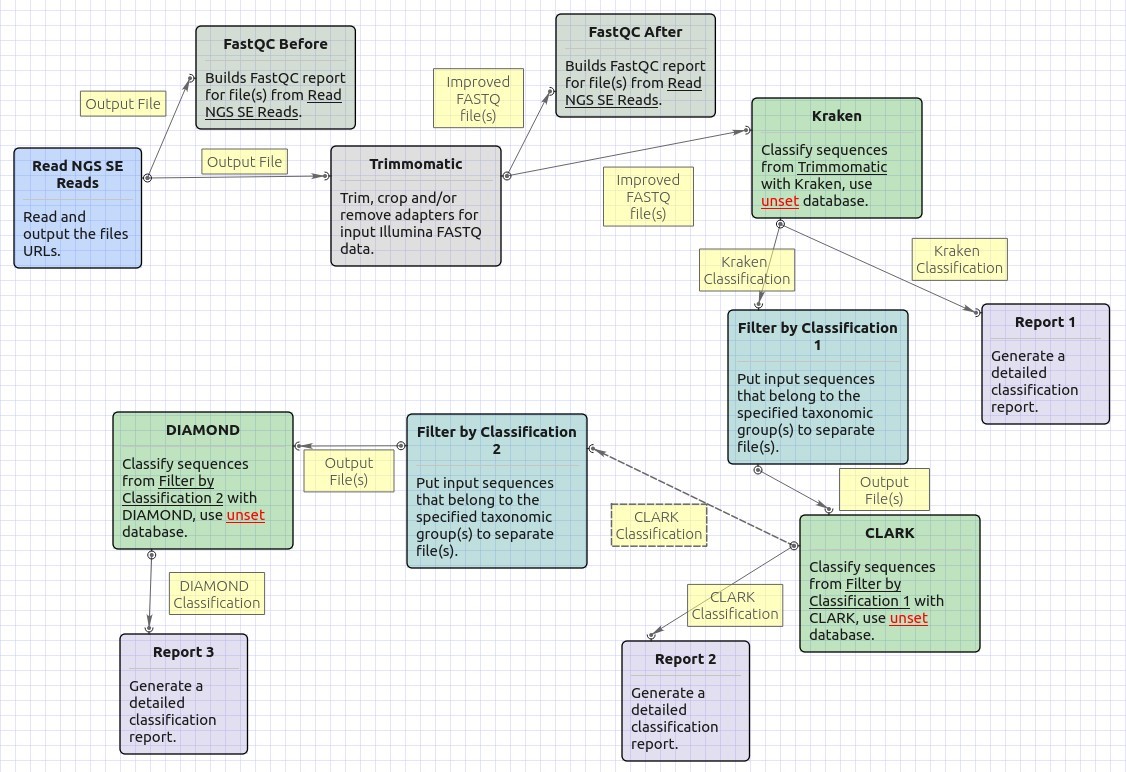 FastQC Before
Builds FastQC report
for file(s) from Read
NGS SE Reads.
FastQC After
Builds FastQC report
for file(s) from Read
NGS SE Reads.
Output File
Improved
FASTQ
file(s)
Read NGS SE
Reads
Read and
output the files
URLs.
Output File
Trimmomatic
Trim, crop and/or
remove adapters for
input Illumina FASTQ
data.
Improved
FASTQ
file(s)
Kraken
Classify sequences
from Trimmomatic
with Kraken, use
unset database.
Kraken
Classification
Kraken
Classification
Filter by Classification
1
Put input sequences
that belong to the
specified taxonomic
group(s) to separate
file(s).
Report 1
Generate a
detailed
classification
report.
DIAMOND
Classify sequences
from Filter by
Classification 2 with
DIAMOND, use unset
database.
Output
File(s)
Filter by Classification
2
Put input sequences
that belong to the
specified taxonomic
group(s) to separate
file(s).
CLARK
Classification
Output
File(s)
CLARK
Classify sequences
from Filter by
Classification 1 with
CLARK, use unset
database.
DIAMOND
Classification
CLARK
Classification
Report 3
Generate a
detailed
classification
report.
Report 2
Generate a
detailed
classification
report.